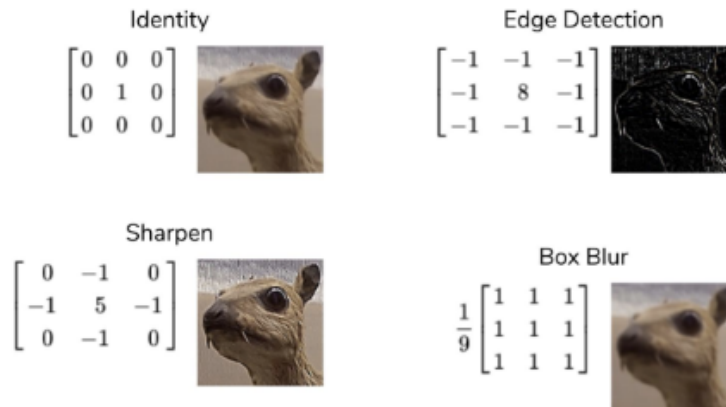 Identity
0 0 0
0 1 0
0 0 0
Edge Detection
−1 −1 −1
−1 8 −1
−1 −1 −1
Sharpen
0 −1 0
−1 5 −1
0 −1 0
Box Blur
1/9
1 1 1
1 1 1
1 1 1